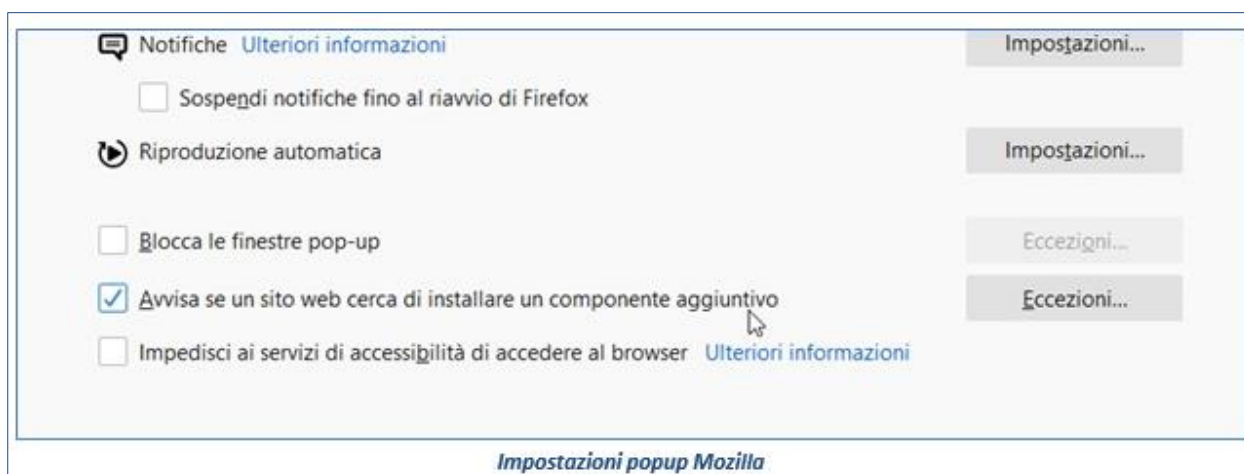 Notifiche Ulteriori informazioni Impostazioni...
Sospendi notifiche fino al riavvio di Firefox
Riproduzione automatica Impostazioni...
Blocca le finestre pop-up Eccezioni...
Avvisa se un sito web cerca di installare un componente aggiuntivo Eccezioni...
Impedisci ai servizi di accessibilità di accedere al browser Ulteriori informazioni
Impostazioni popup Mozilla